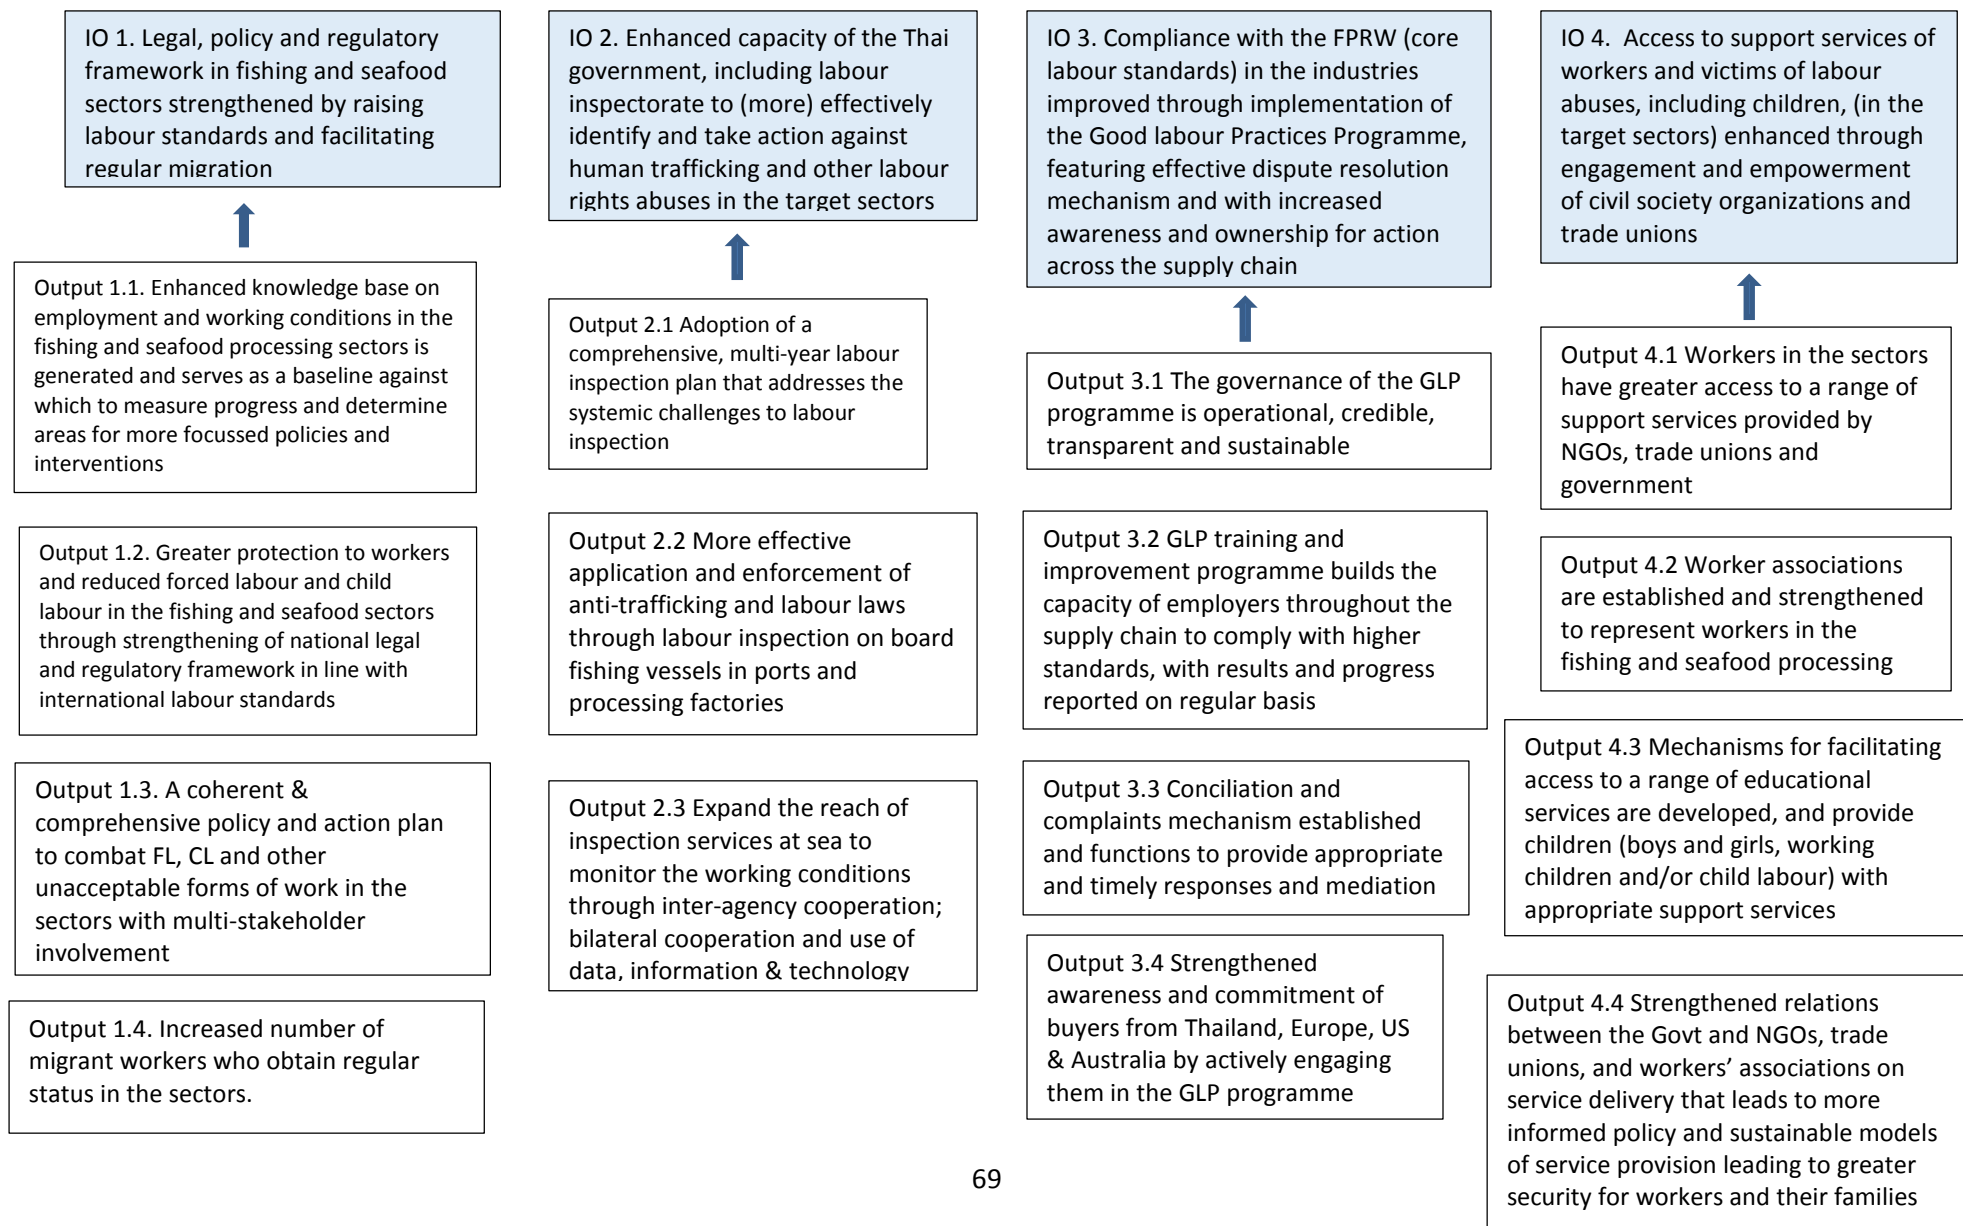 IO 1. Legal, policy and regulatory
framework in fishing and seafood
sectors strengthened by raising
labour standards and facilitating
regular migration
Output 1.1. Enhanced knowledge base on
employment and working conditions in the
fishing and seafood processing sectors is
generated and serves as a baseline against
which to measure progress and determine
areas for more focussed policies and
interventions
Output 1.2. Greater protection to workers
and reduced forced labour and child
labour in the fishing and seafood sectors
through strengthening of national legal
and regulatory framework in line with
international labour standards
Output 1.3. A coherent &
comprehensive policy and action plan
to combat FL, CL and other
unacceptable forms of work in the
sectors with multi-stakeholder
involvement
Output 1.4. Increased number of
migrant workers who obtain regular
status in the sectors.
IO 2. Enhanced capacity of the Thai
government, including labour
inspectorate to (more) effectively
identify and take action against
human trafficking and other labour
rights abuses in the target sectors
Output 2.1 Adoption of a
comprehensive, multi-year labour
inspection plan that addresses the
systemic challenges to labour
inspection
Output 2.2 More effective
application and enforcement of
anti-trafficking and labour laws
through labour inspection on board
fishing vessels in ports and
processing factories
Output 2.3 Expand the reach of
inspection services at sea to
monitor the working conditions
through inter-agency cooperation;
bilateral cooperation and use of
data, information & technology
IO 3. Compliance with the FPRW (core
labour standards) in the industries
improved through implementation of
the Good labour Practices Programme,
featuring effective dispute resolution
mechanism and with increased
awareness and ownership for action
across the supply chain
Output 3.1 The governance of the GLP
programme is operational, credible,
transparent and sustainable
Output 3.2 GLP training and
improvement programme builds the
capacity of employers throughout the
supply chain to comply with higher
standards, with results and progress
reported on regular basis
Output 3.3 Conciliation and
complaints mechanism established
and functions to provide appropriate
and timely responses and mediation
Output 3.4 Strengthened
awareness and commitment of
buyers from Thailand, Europe, US
& Australia by actively engaging
them in the GLP programme
IO 4.  Access to support services of
workers and victims of labour
abuses, including children, (in the
target sectors) enhanced through
engagement and empowerment
of civil society organizations and
trade unions
Output 4.1 Workers in the sectors
have greater access to a range of
support services provided by
NGOs, trade unions and
government
Output 4.2 Worker associations
are established and strengthened
to represent workers in the
fishing and seafood processing
Output 4.3 Mechanisms for facilitating
access to a range of educational
services are developed, and provide
children (boys and girls, working
children and/or child labour) with
appropriate support services
Output 4.4 Strengthened relations
between the Govt and NGOs, trade
unions, and workers’ associations on
service delivery that leads to more
informed policy and sustainable models
of service provision leading to greater
security for workers and their families
69